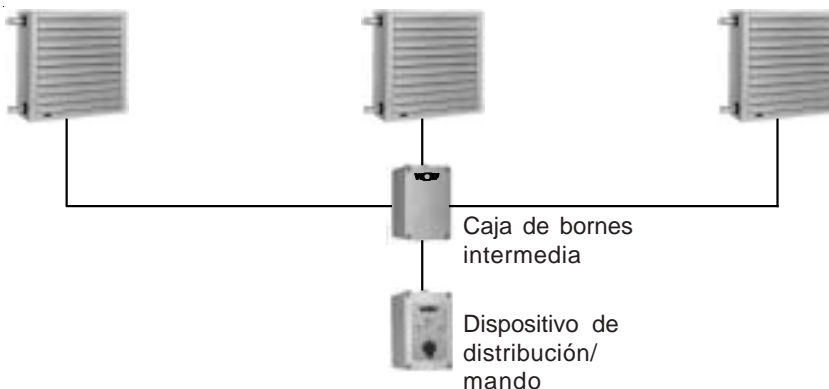 Caja de bornes
intermedia
Dispositivo de
distribución/
mando